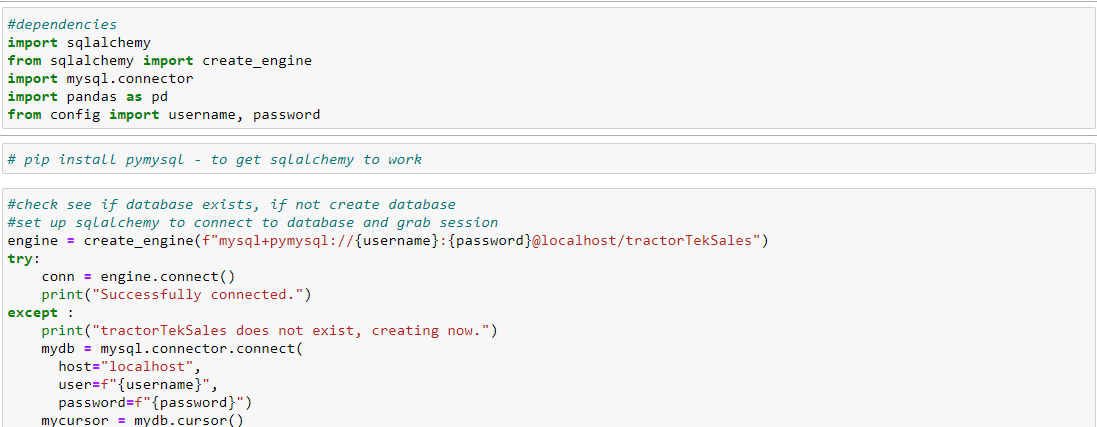 #dependencies
import sqlalchemy
from sqlalchemy import create_engine
import mysql.connector
import pandas as pd
from config import username, password
# pip install pymysql - to get sqlalchemy to work
#check see if database exists, if not create database
#set up sqlalchemy to connect to database and grab session
engine = create_engine(f"mysql+pymysql://{username}:{password}@localhost/tractorTekSales")
try:
    conn = engine.connect()
    print("Successfully connected.")
except :
    print("tractorTekSales does not exist, creating now.")
    mydb = mysql.connector.connect(
      host="localhost",
      user=f"{username}",
      password=f"{password}")
    mycursor = mydb.cursor()